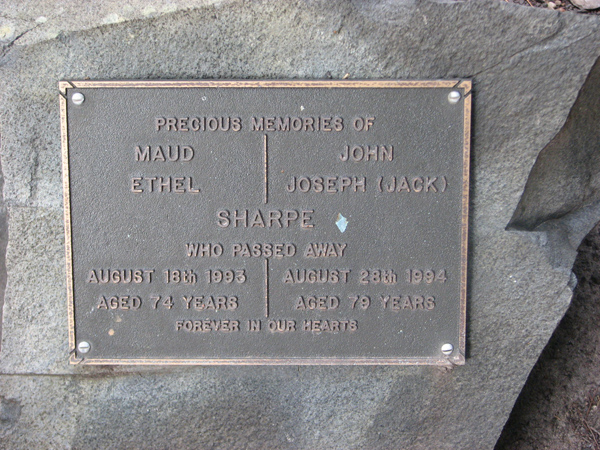 PRECIOUS MEMORIES OF
MAUD JOHN
ETHEL JOSEPH (JACK)
SHARPE
WHO PASSED AWAY
AUGUST 18th 1993 AUGUST 28th 1994
AGED 74 YEARS AGED 79 YEARS
FOREVER IN OUR HEARTS